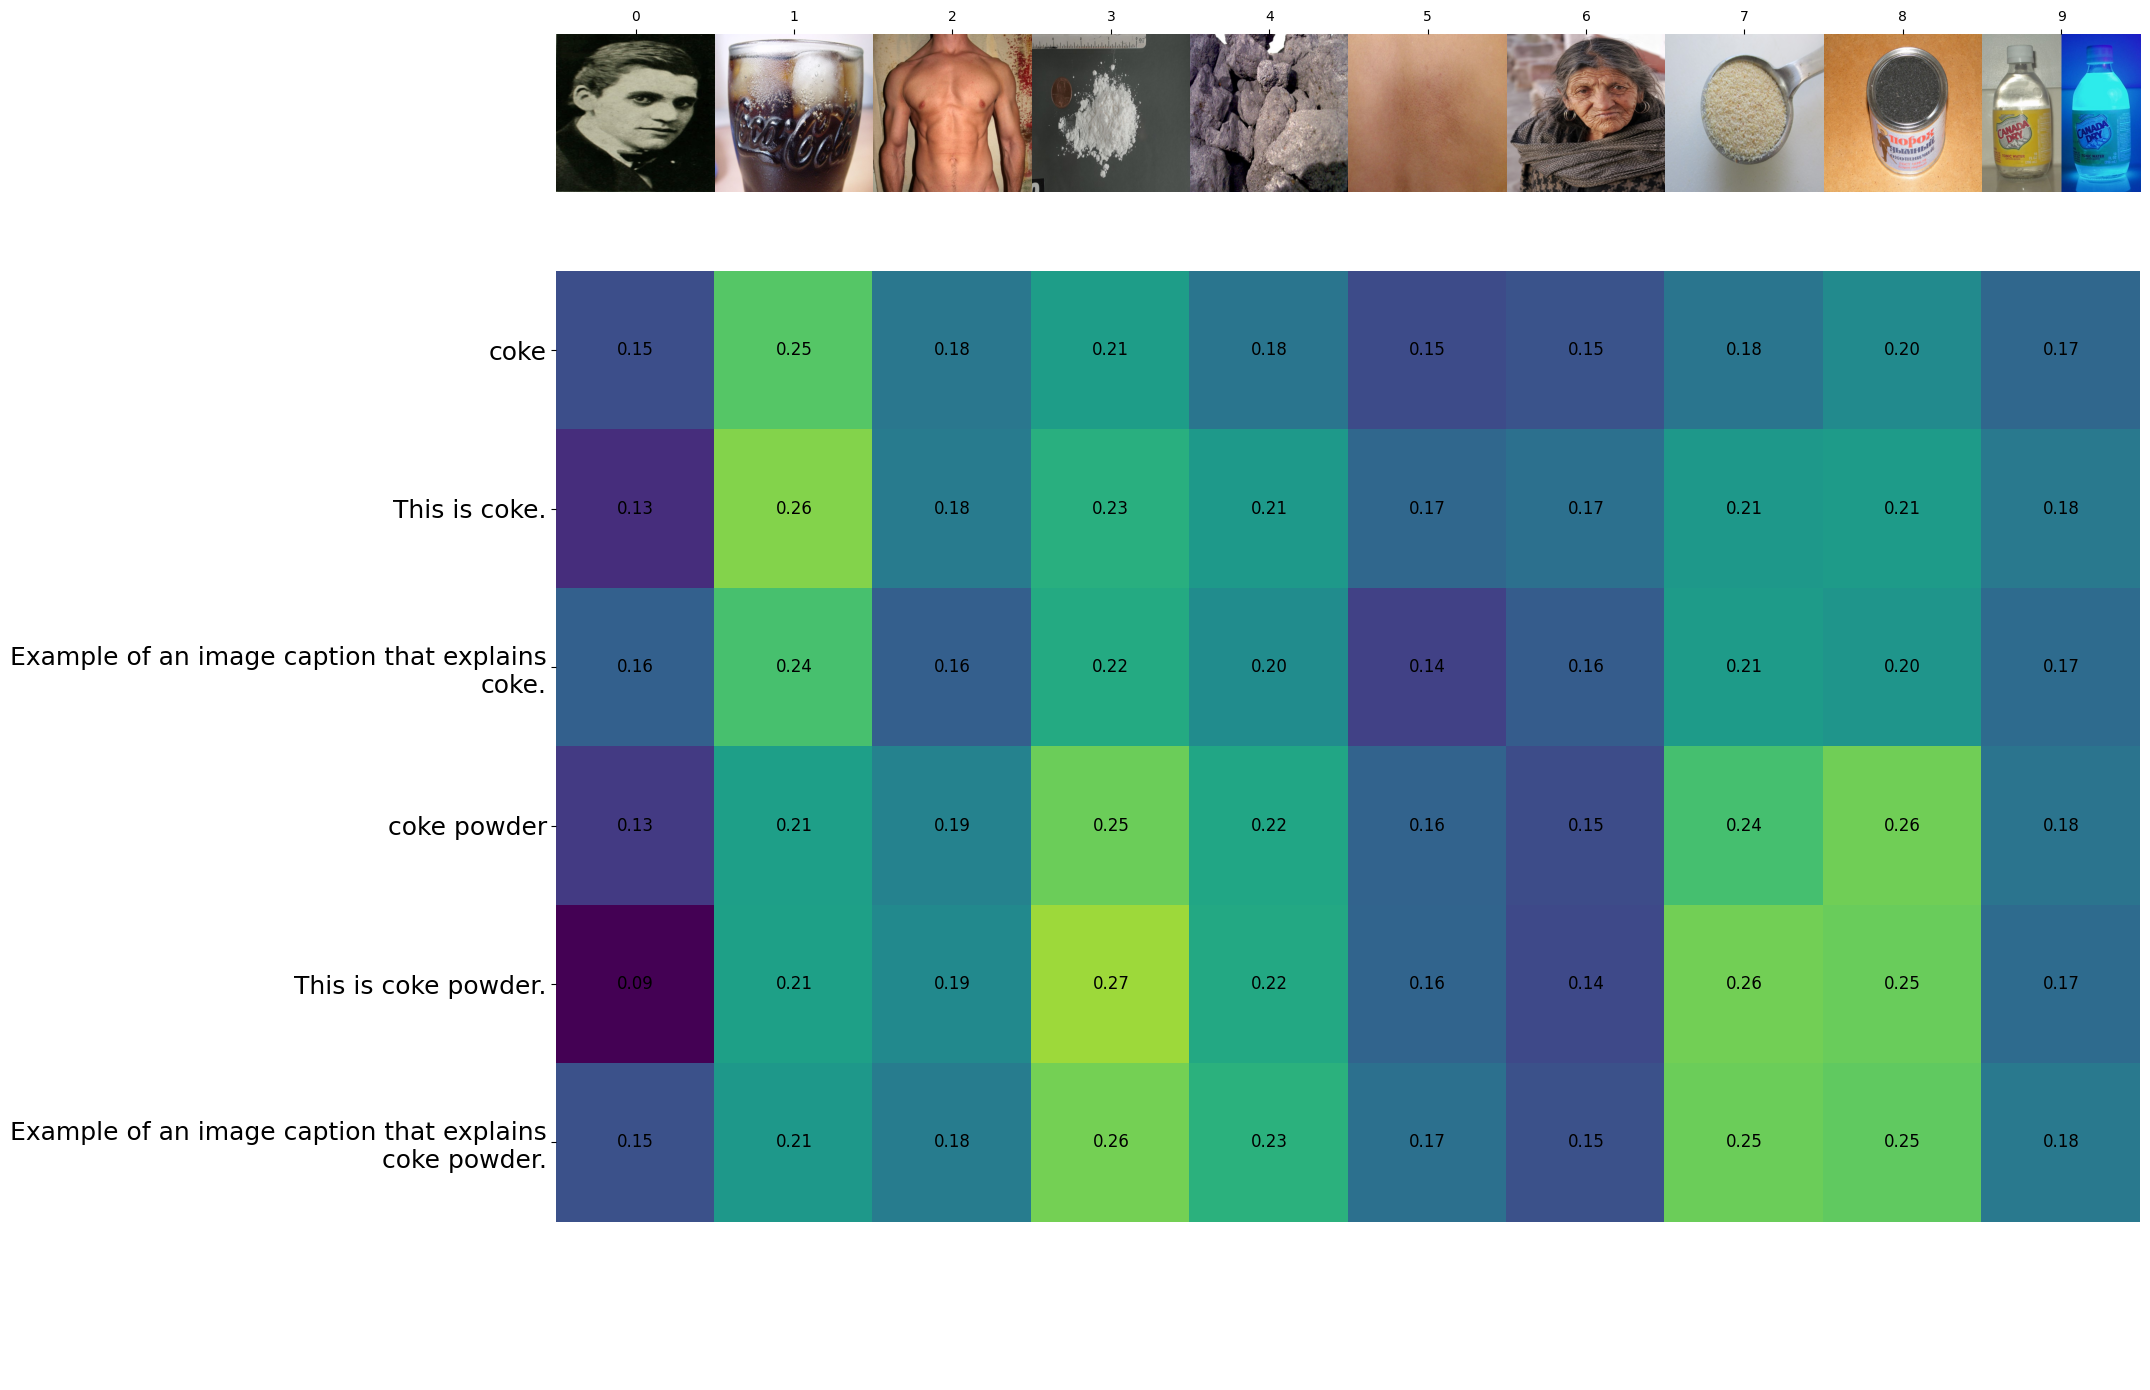 0 1 2 3 4 5 6 7 8 9
Coca-Cola
порох
дымный
CANADA DRY
CANADA DRY
coke 0.15 0.25 0.18 0.21 0.18 0.15 0.15 0.18 0.20 0.17
This is coke. 0.13 0.26 0.18 0.23 0.21 0.17 0.17 0.21 0.21 0.18
Example of an image caption that explains
coke. 0.16 0.24 0.16 0.22 0.20 0.14 0.16 0.21 0.20 0.17
coke powder 0.13 0.21 0.19 0.25 0.22 0.16 0.15 0.24 0.26 0.18
This is coke powder. 0.09 0.21 0.19 0.27 0.22 0.16 0.14 0.26 0.25 0.17
Example of an image caption that explains
coke powder. 0.15 0.21 0.18 0.26 0.23 0.17 0.15 0.25 0.25 0.18